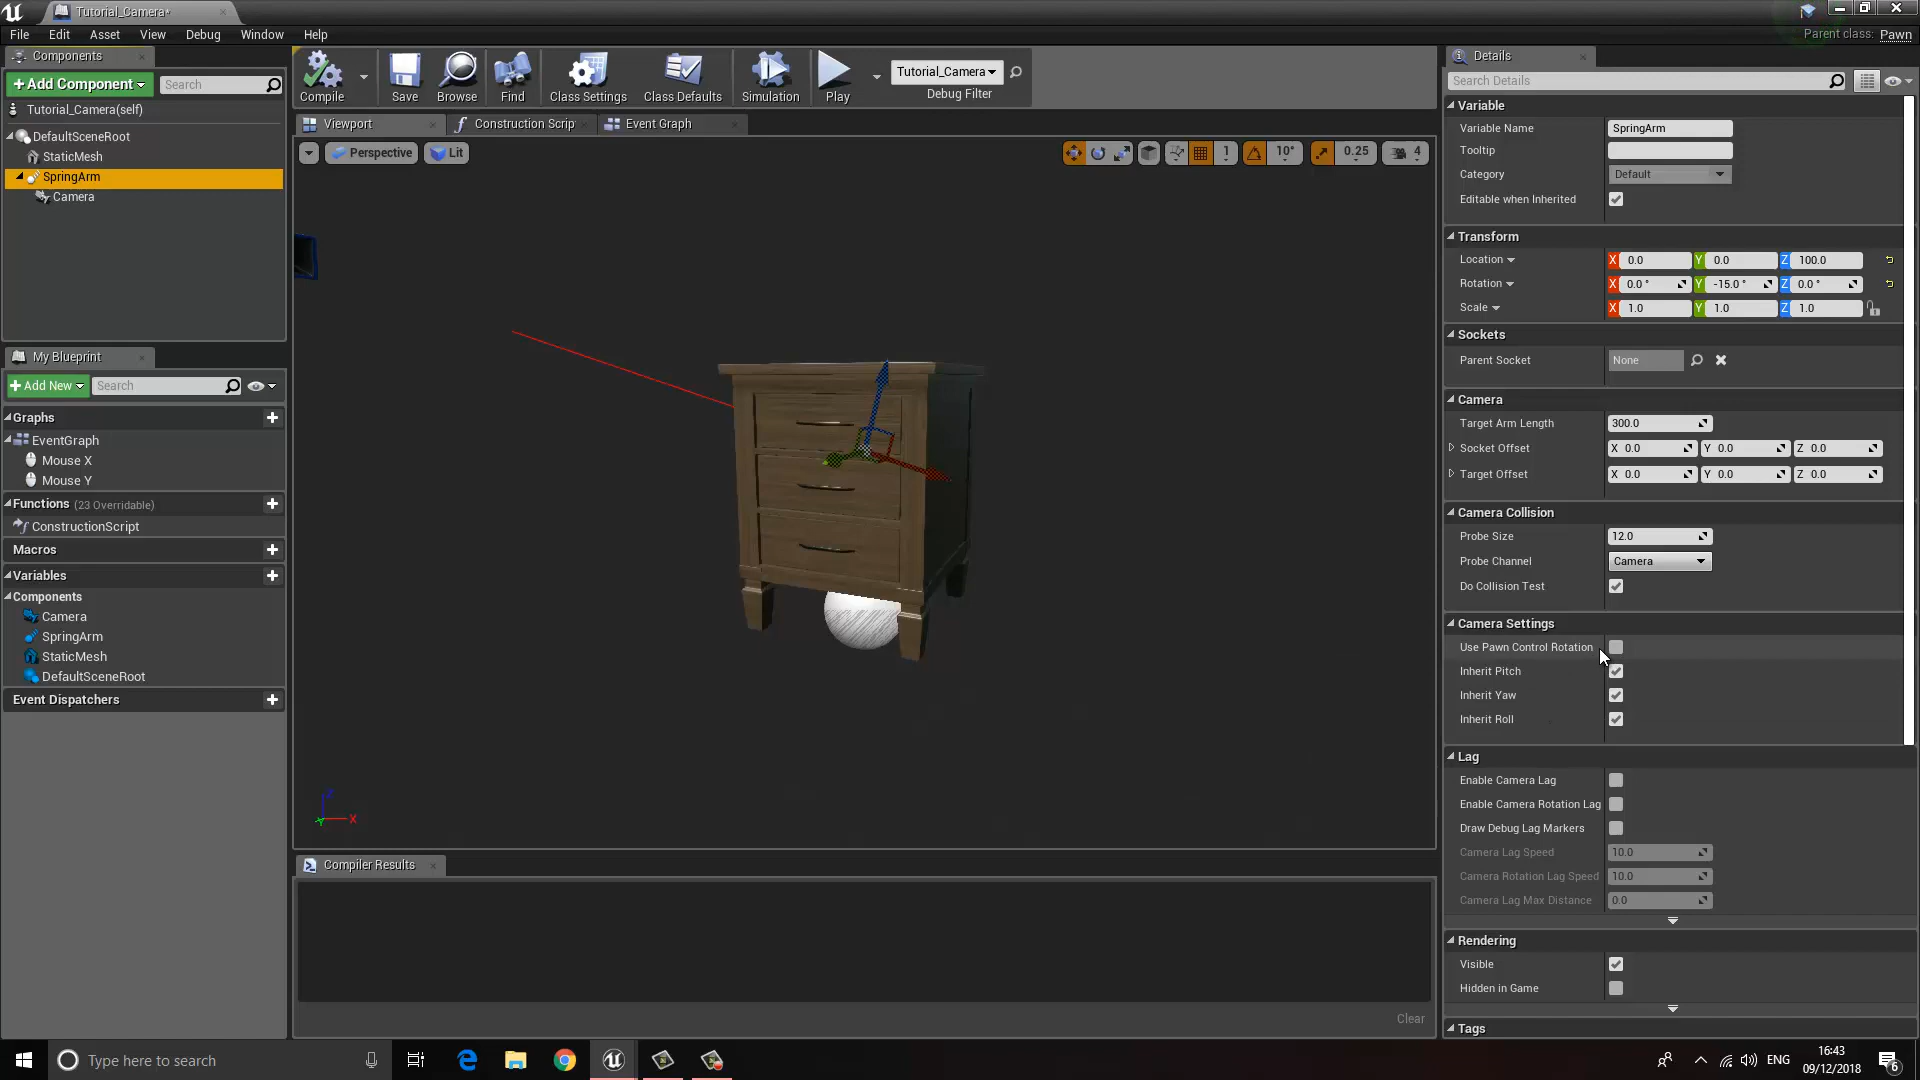 Tutorial_Camera*
File Edit Asset View Debug Window Help
Parent class: Pawn
Components
+Add Component
Search
Tutorial_Camera(self)
DefaultSceneRoot
StaticMesh
SpringArm
Camera
My Blueprint
+Add New
Search
Graphs
EventGraph
Mouse X
Mouse Y
Functions (23 Overridable)
ConstructionScript
Macros
Variables
Components
Camera
SpringArm
StaticMesh
DefaultSceneRoot
Event Dispatchers
Compile Save Browse Find Class Settings Class Defaults Simulation Play
Tutorial_Camera
Debug Filter
Viewport Construction Scrip Event Graph
Perspective Lit
1 10° 0.25 4
Z
X
Y
Compiler Results
Clear
Details
Search Details
Variable
Variable Name SpringArm
Tooltip
Category Default
Editable when Inherited
Transform
Location X 0.0 Y 0.0 Z 100.0
Rotation X 0.0 ° Y -15.0 ° Z 0.0 °
Scale X 1.0 Y 1.0 Z 1.0
Sockets
Parent Socket None
Camera
Target Arm Length 300.0
Socket Offset X 0.0 Y 0.0 Z 0.0
Target Offset X 0.0 Y 0.0 Z 0.0
Camera Collision
Probe Size 12.0
Probe Channel Camera
Do Collision Test
Camera Settings
Use Pawn Control Rotation
Inherit Pitch
Inherit Yaw
Inherit Roll
Lag
Enable Camera Lag
Enable Camera Rotation Lag
Draw Debug Lag Markers
Camera Lag Speed 10.0
Camera Rotation Lag Speed 10.0
Camera Lag Max Distance 0.0
Rendering
Visible
Hidden in Game
Tags
Type here to search
ENG
16:43
09/12/2018
6